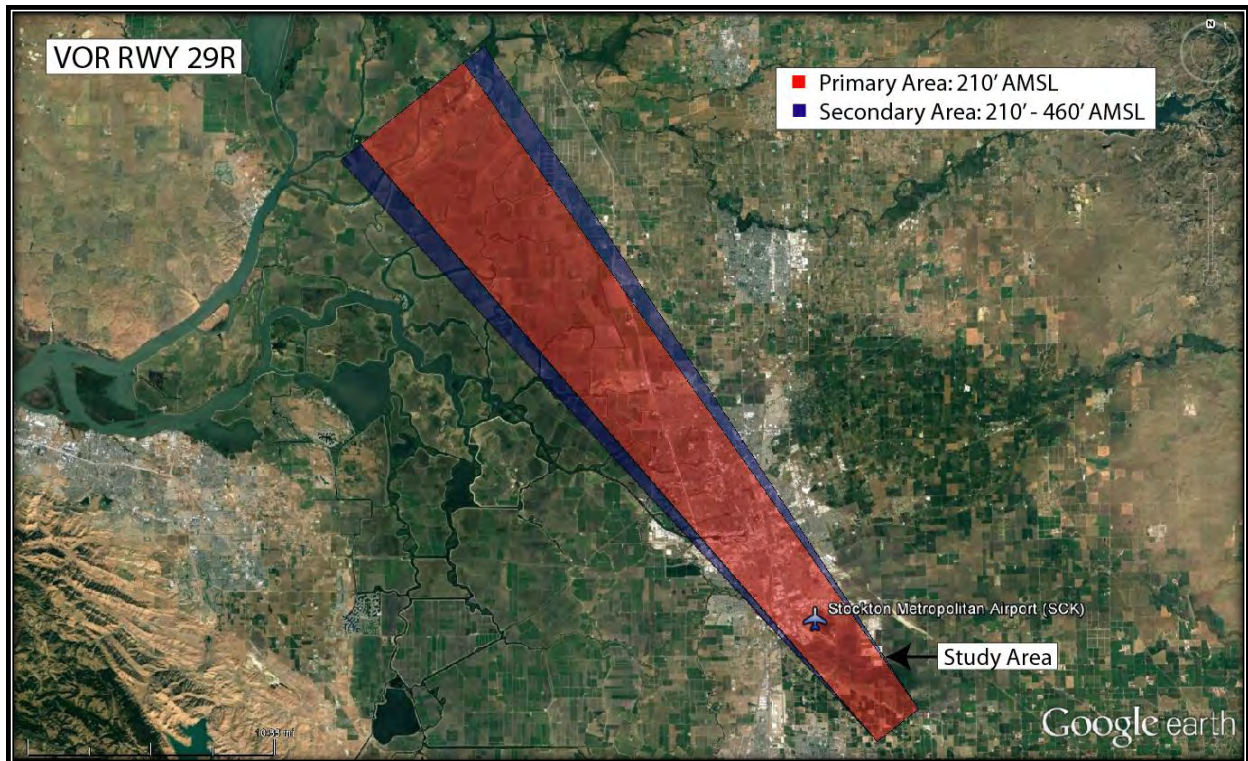 N
VOR RWY 29R
Primary Area: 210’ AMSL
Secondary Area: 210’ - 460’ AMSL
Stockton Metropolitan Airport (SCK)
Study Area
Google earth